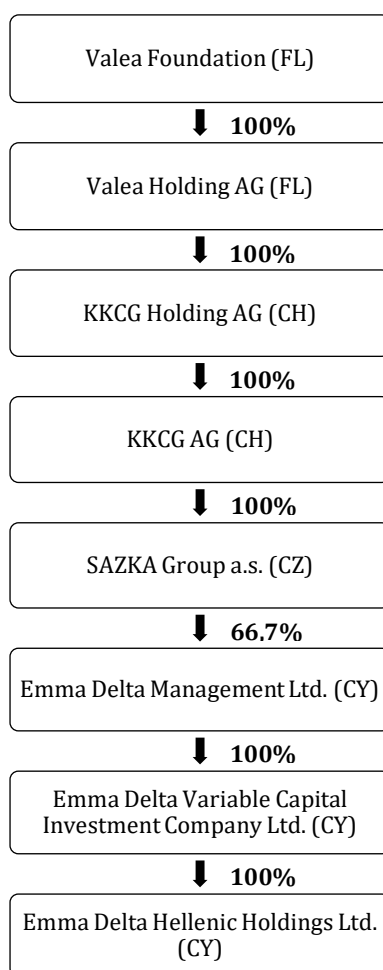 Valea Foundation (FL)
100%
Valea Holding AG (FL)
100%
KKCG Holding AG (CH)
100%
KKCG AG (CH)
100%
SAZKA Group a.s. (CZ)
66.7%
Emma Delta Management Ltd. (CY)
100%
Emma Delta Variable Capital
Investment Company Ltd. (CY)
100%
Emma Delta Hellenic Holdings Ltd.
(CY)